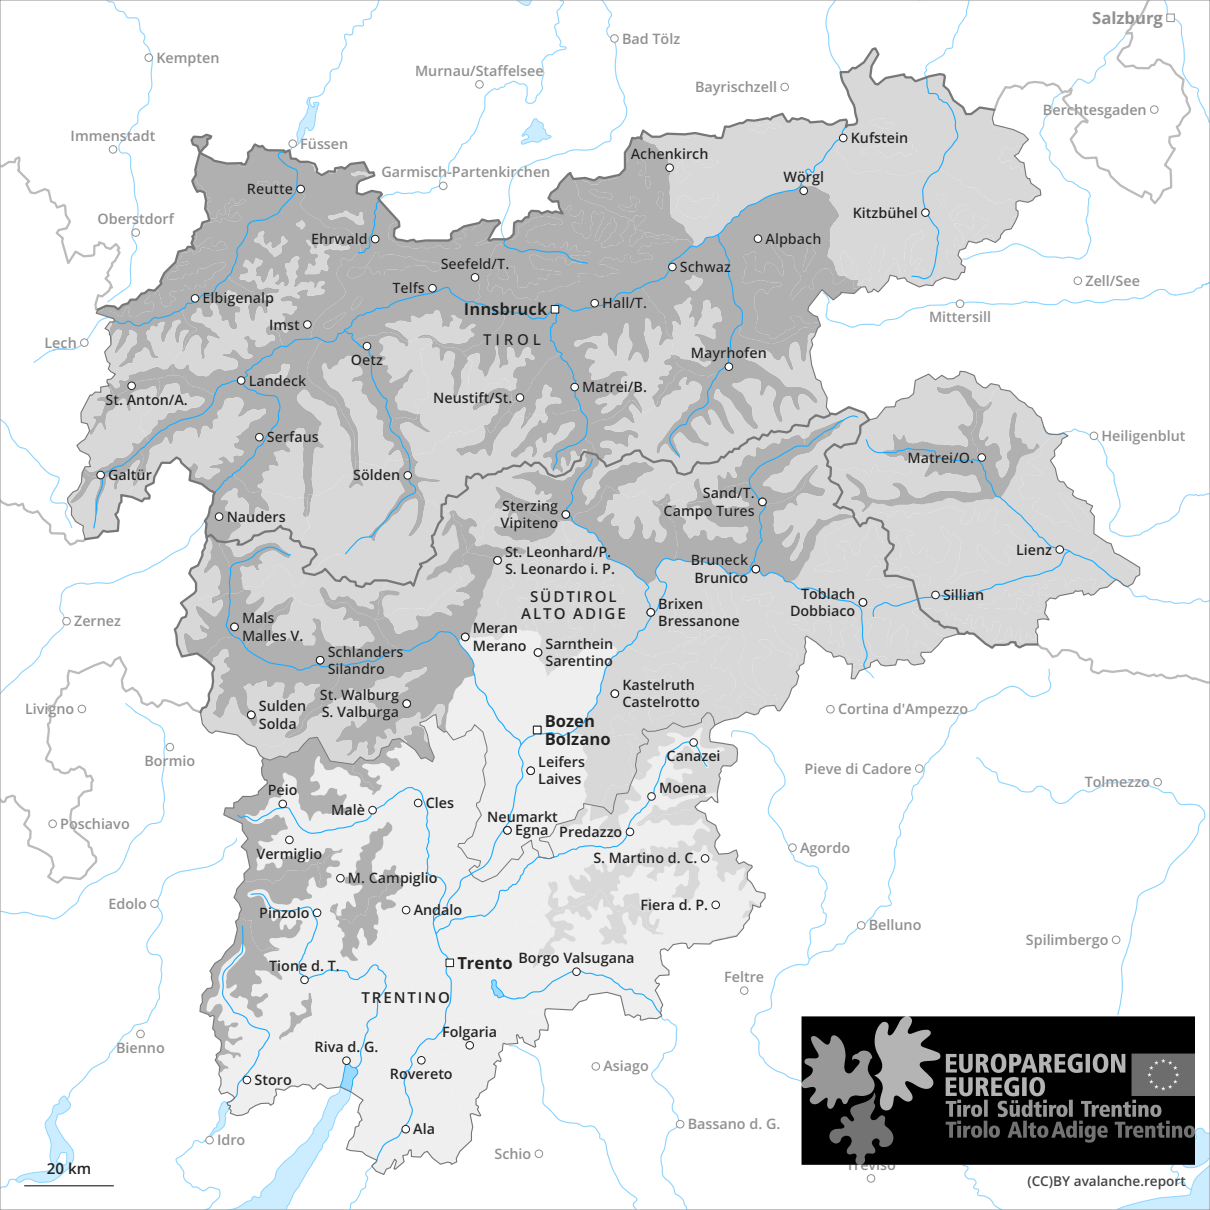 Salzburg
Bad Tölz
Kempten
Murnau/Staffelsee
Bayrischzell
Berchtesgaden
Immenstadt
Füssen
Kufstein
Achenkirch
Garmisch-Partenkirchen
Wörgl
Reutte
Oberstdorf
Kitzbühel
Ehrwald
Alpbach
Seefeld/T.
Schwaz
Zell/See
Telfs
Elbigenalp
Hall/T.
Innsbruck
Mittersill
Imst
TIROL
Lech
Oetz
Mayrhofen
Landeck
St. Anton/A.
Neustift/St.
Matrei/B.
Serfaus
Heiligenblut
Matrei/O.
Galtür
Sölden
Sand/T.
Campo Tures
Sterzing
Vipiteno
Nauders
Lienz
St. Leonhard/P.
S. Leonardo i. P.
Bruneck
Brunico
SÜDTIROL
ALTO ADIGE
Toblach
Dobbiaco
Sillian
Brixen
Bressanone
Zernez
Mals
Malles V.
Meran
Merano
Sarnthein
Sarentino
Schlanders
Silandro
Kastelruth
Castelrotto
St. Walburg
S. Valburga
Livigno
Sulden
Solda
Cortina d'Ampezzo
Bozen
Bolzano
Bormio
Canazei
Leifers
Laives
Pieve di Cadore
Tolmezzo
Peio
Moena
Malè
Cles
Neumarkt
Egna
Predazzo
Poschiavo
Vermiglio
S. Martino d. C.
Agordo
M. Campiglio
Edolo
Pinzolo
Andalo
Fiera d. P.
Belluno
Spilimbergo
Borgo Valsugana
Trento
Tione d. T.
Feltre
TRENTINO
Folgaria
Bienno
Riva d. G.
Rovereto
Asiago
Storo
EUROPAREGION
EUREGIO
Tirol Südtirol Trentino
Tirolo Alto Adige Trentino
Ala
Idro
Bassano d. G.
Schio
Treviso
20 km
(CC)BY avalanche.report